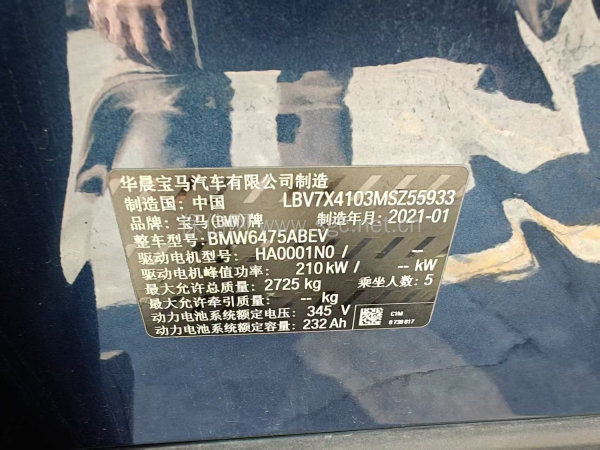 华晨宝马汽车有限公司制造
制造国: 中国 LBV7X4103MSZ55933
品牌: 宝马(BMW)牌 制造年月: 2021-01
整车型号: BMW6475ABEV
驱动电机型号: HA0001N0 / --
驱动电机峰值功率: 210 kW / -- kW
最大允许总质量: 2725 kg 乘坐人数: 5
最大允许牵引质量: -- kg
动力电池系统额定电压: 345 V
动力电池系统额定容量: 232 Ah
C1M
6 738 817